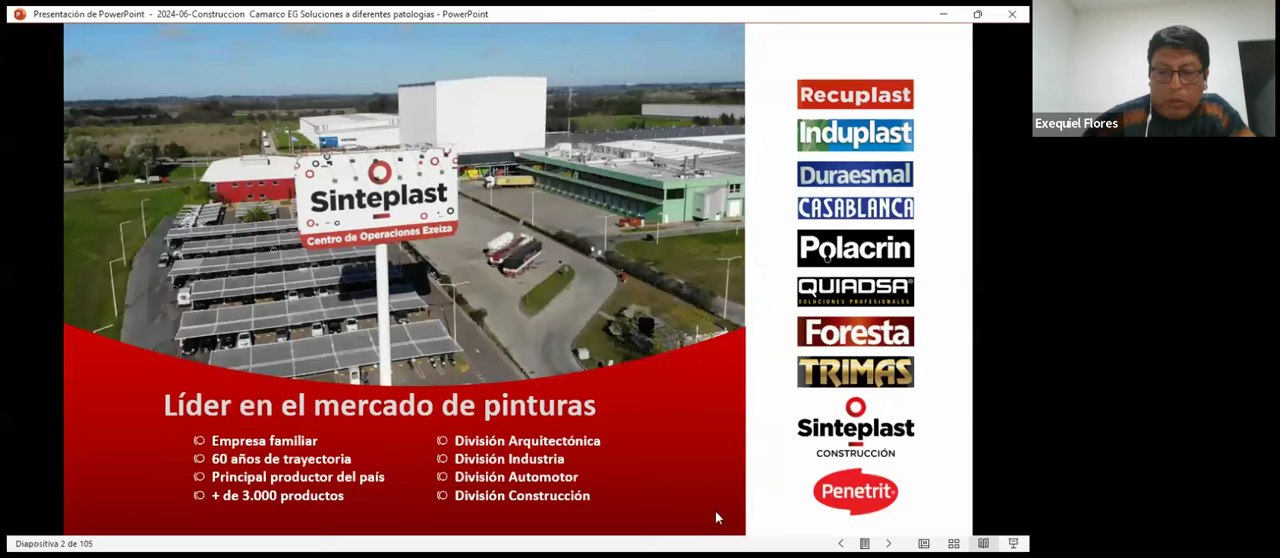 Presentación de PowerPoint - 2024-06-Construccion Camarco EG Soluciones a diferentes patologias - PowerPoint
Exequiel Flores
Sinteplast
Centro de Operaciones Ezeiza
Líder en el mercado de pinturas
Empresa familiar
60 años de trayectoria
Principal productor del país
+ de 3.000 productos
División Arquitectónica
División Industria
División Automotor
División Construcción
Recuplast
Induplast
Duraesmal
CASABLANCA
Polacrin
QUIADSA
SOLUCIONES PROFESIONALES
Foresta
TRIMAS
Sinteplast
CONSTRUCCIÓN
Penetrit
Diapositiva 2 de 105